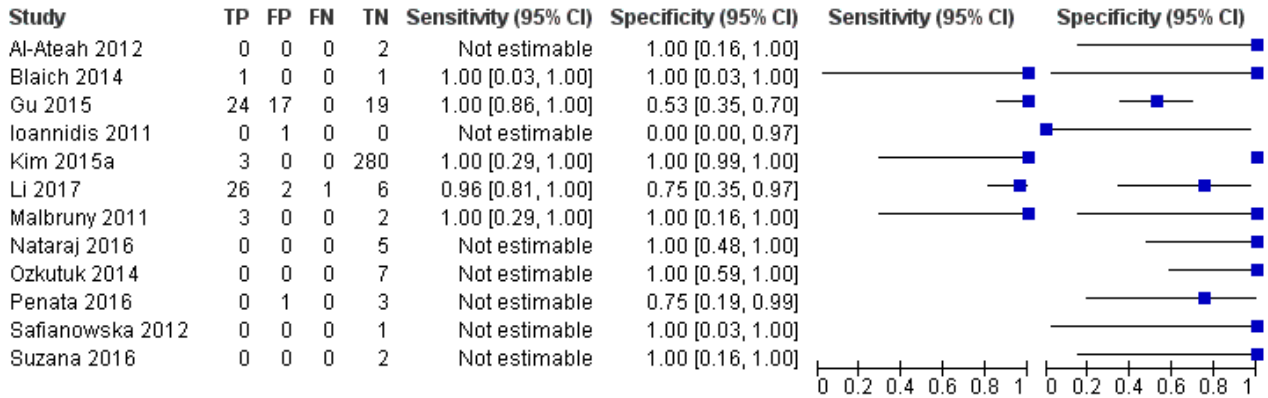 Study TP FP FN TN Sensitivity (95% CI) Specificity (95% CI) Sensitivity (95% CI) Specificity (95% CI)
Al-Ateah 2012 0 0 0 2 Not estimable 1.00 [0.16, 1.00]
Blaich 2014 1 0 0 1 1.00 [0.03, 1.00] 1.00 [0.03, 1.00]
Gu 2015 24 17 0 19 1.00 [0.86, 1.00] 0.53 [0.35, 0.70]
Ioannidis 2011 0 1 0 0 Not estimable 0.00 [0.00, 0.97]
Kim 2015a 3 0 0 280 1.00 [0.29, 1.00] 1.00 [0.99, 1.00]
Li 2017 26 2 1 6 0.96 [0.81, 1.00] 0.75 [0.35, 0.97]
Malbruny 2011 3 0 0 2 1.00 [0.29, 1.00] 1.00 [0.16, 1.00]
Nataraj 2016 0 0 0 5 Not estimable 1.00 [0.48, 1.00]
Ozkutuk 2014 0 0 0 7 Not estimable 1.00 [0.59, 1.00]
Penata 2016 0 1 0 3 Not estimable 0.75 [0.19, 0.99]
Safianowska 2012 0 0 0 1 Not estimable 1.00 [0.03, 1.00]
Suzana 2016 0 0 0 2 Not estimable 1.00 [0.16, 1.00]
0 0.2 0.4 0.6 0.8 1 0 0.2 0.4 0.6 0.8 1